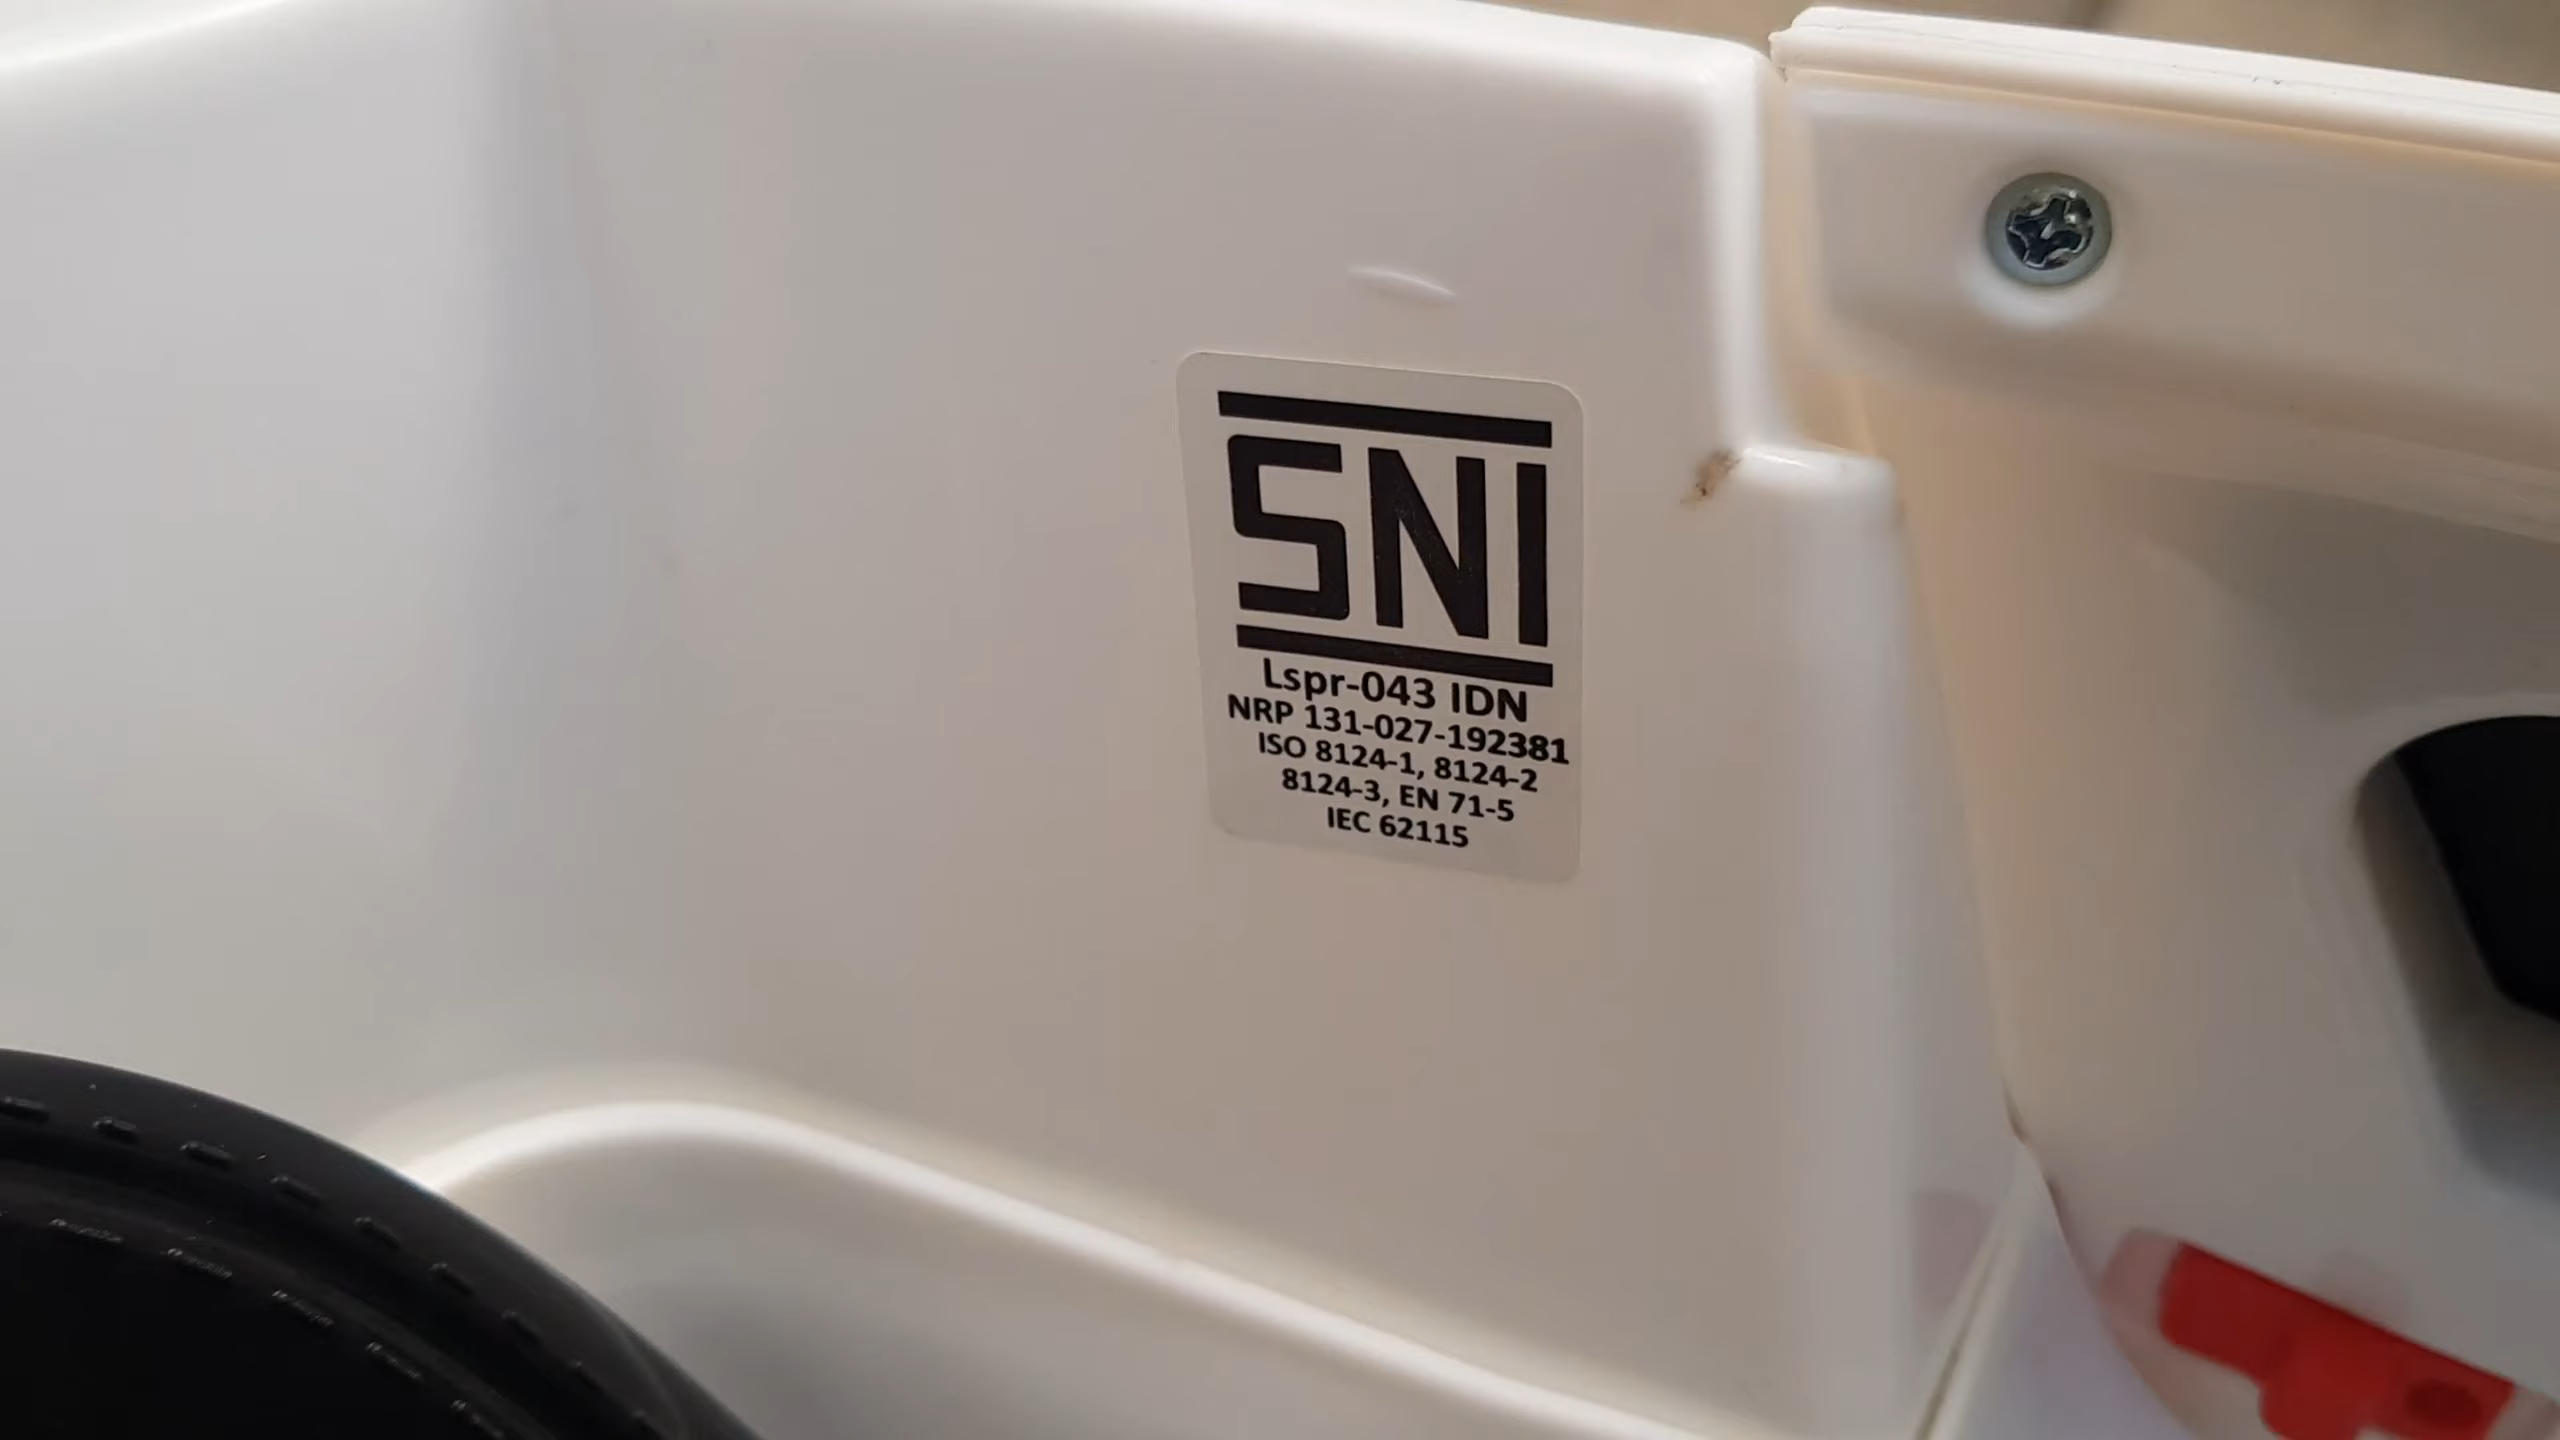 SNI
Lspr-043 IDN
NRP 131-027-192381
ISO 8124-1, 8124-2
8124-3, EN 71-5
IEC 62115